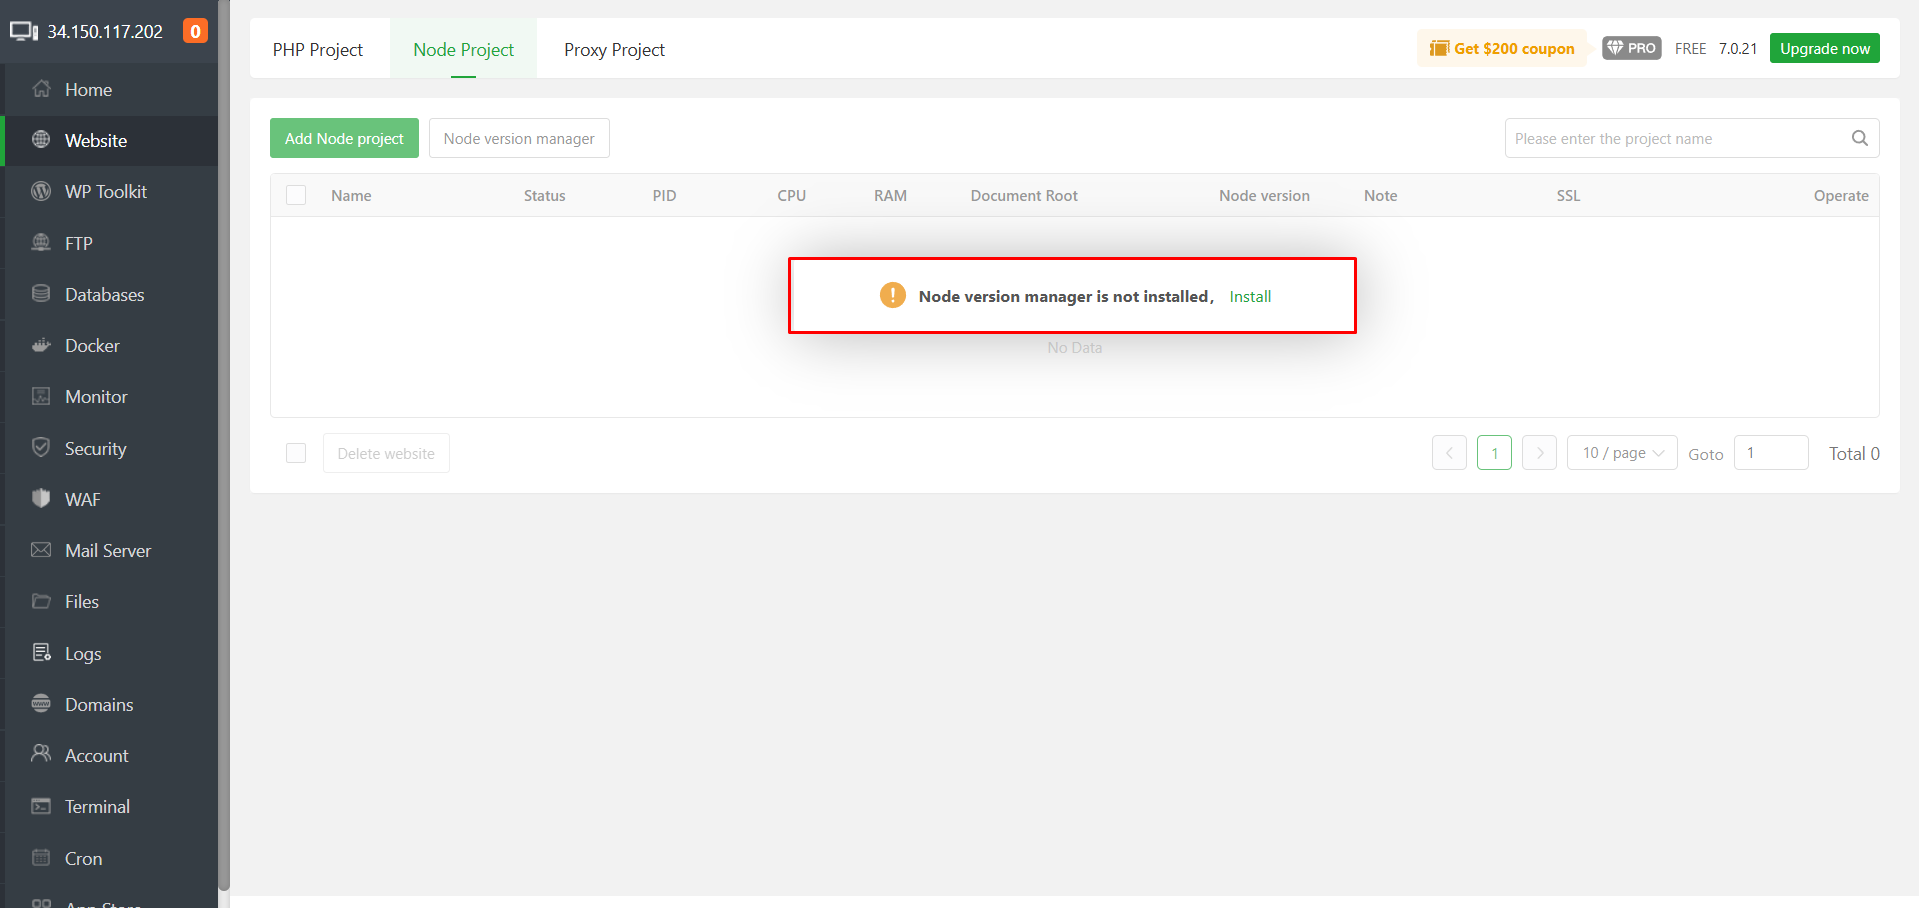 34.150.117.202 0
Home
Website
WP Toolkit
FTP
Databases
Docker
Monitor
Security
WAF
Mail Server
Files
Logs
Domains
Account
Terminal
Cron
App Store
PHP Project Node Project Proxy Project
Get $200 coupon PRO FREE 7.0.21 Upgrade now
Add Node project Node version manager Please enter the project name
Name Status PID CPU RAM Document Root Node version Note SSL Operate
! Node version manager is not installed， Install
No Data
Delete website 1 10 / page Goto 1 Total 0